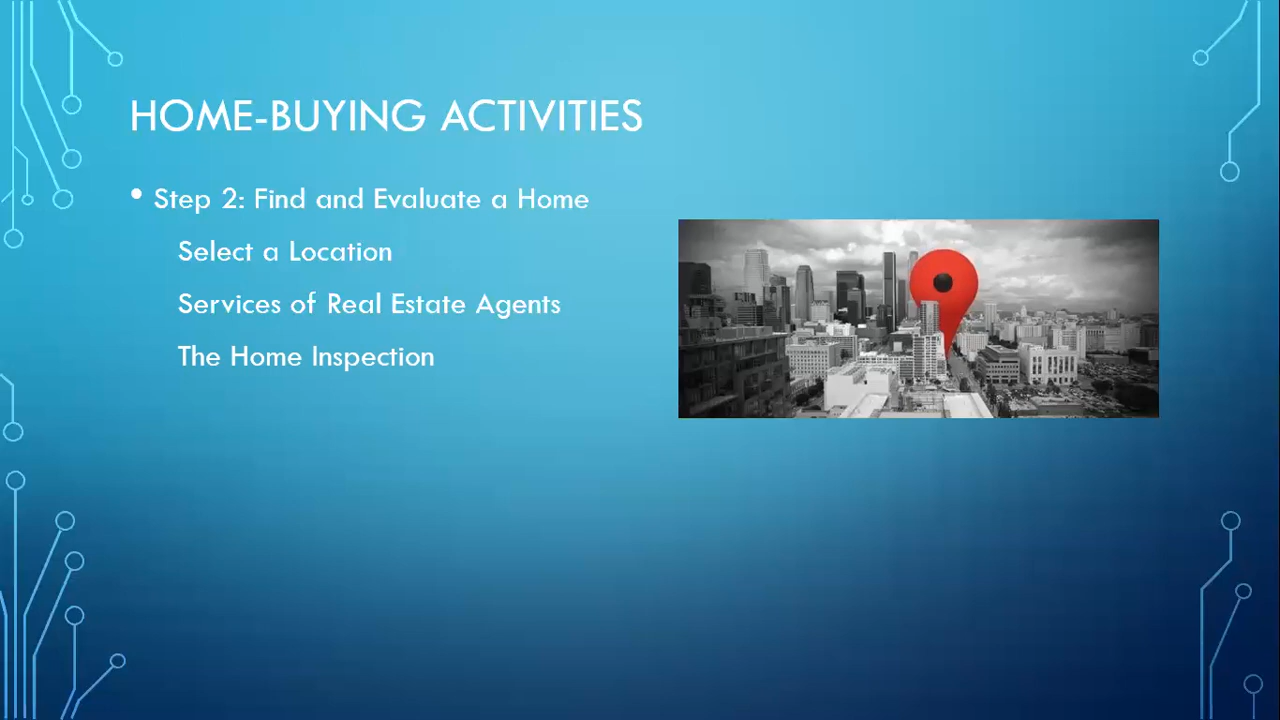 HOME-BUYING ACTIVITIES
• Step 2: Find and Evaluate a Home
Select a Location
Services of Real Estate Agents
The Home Inspection